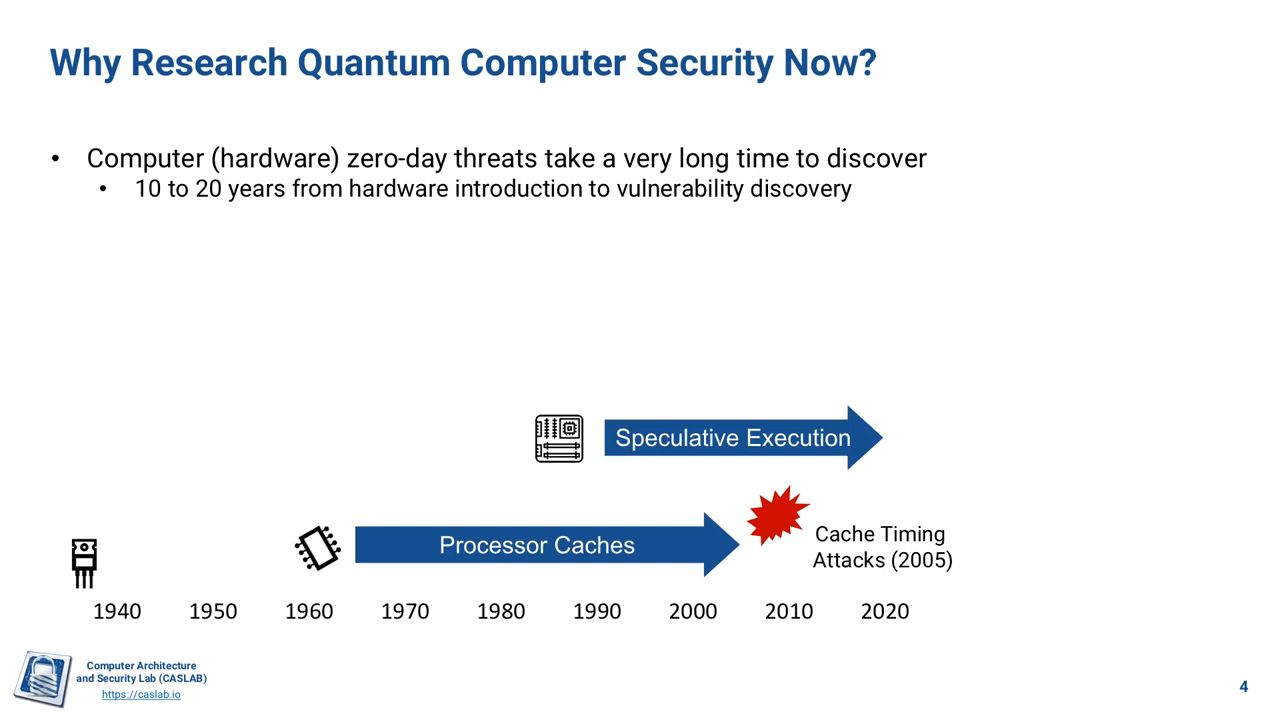 Why Research Quantum Computer Security Now?
• Computer (hardware) zero-day threats take a very long time to discover
• 10 to 20 years from hardware introduction to vulnerability discovery
Speculative Execution
Processor Caches
Cache Timing
Attacks (2005)
1940 1950 1960 1970 1980 1990 2000 2010 2020
Computer Architecture
and Security Lab (CASLAB)
https://caslab.io
4